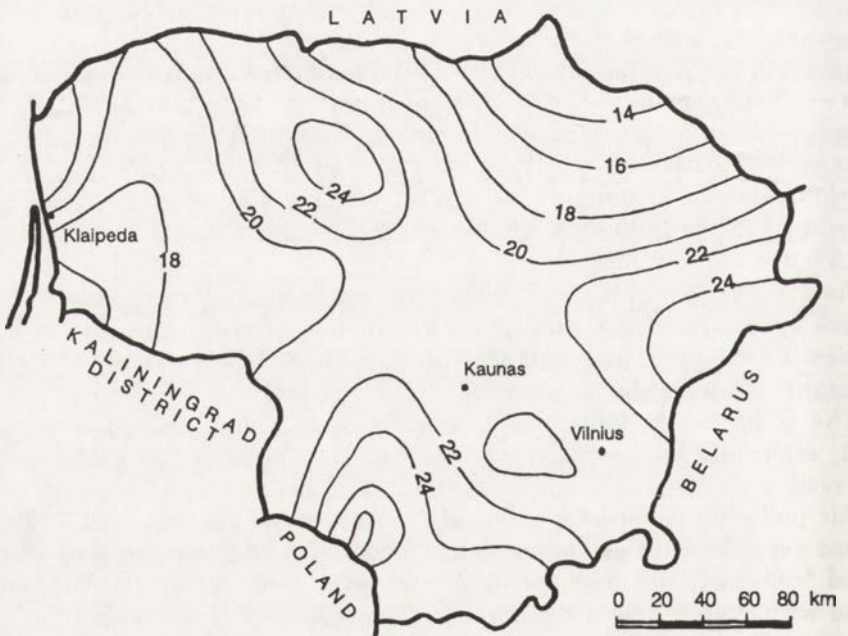 LATVIA
14
16
24
22
18
20
20
22
Klaipeda
18
24
KALININGRAD
DISTRICT
Kaunas
22
Vilnius
BELARUS
24
POLAND
0 20 40 60 80 km